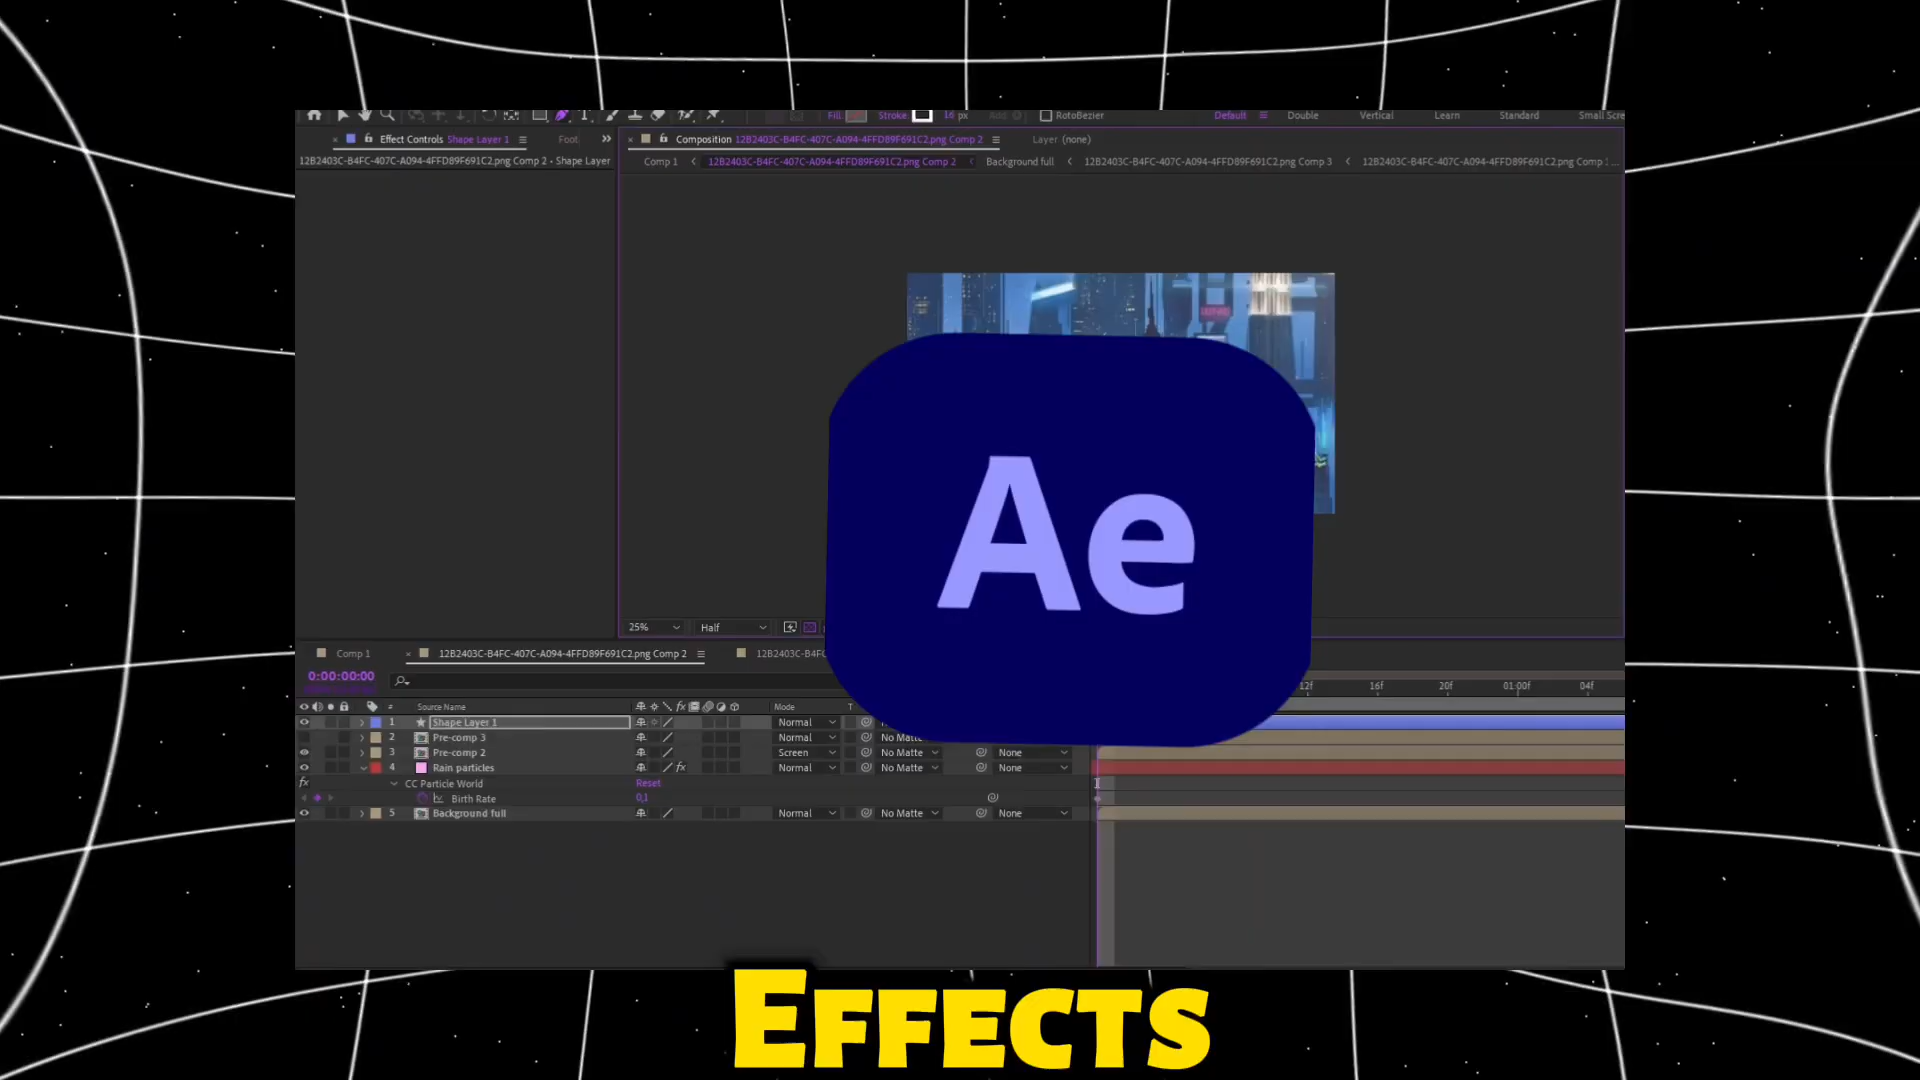 Fill: Stroke: 16 px Add: RotoBezier Default Double Vertical Learn Standard Small Scre
Effect Controls Shape Layer 1 Foot
Composition 12B2403C-B4FC-407C-A094-4FFD89F691C2.png Comp 2 Layer (none)
12B2403C-B4FC-407C-A094-4FFD89F691C2.png Comp 2 - Shape Layer
Comp 1 12B2403C-B4FC-407C-A094-4FFD89F691C2.png Comp 2 Background full 12B2403C-B4FC-407C-A094-4FFD89F691C2.png Comp 3 12B2403C-B4FC-407C-A094-4FFD89F691C2.png Comp 1 ...
Ae
25% Half
Comp 1 12B2403C-B4FC-407C-A094-4FFD89F691C2.png Comp 2 12B2403C-B4FC
0:00:00:00
12f 16f 20f 01:00f 04f
# Source Name Mode T
1 Shape Layer 1 Normal No Matte
2 Pre-comp 3 Normal No Matte
3 Pre-comp 2 Screen No Matte None
4 Rain particles fx Normal No Matte None
fx CC Particle World Reset
Birth Rate 0,1
5 Background full Normal No Matte None
EFFECTS